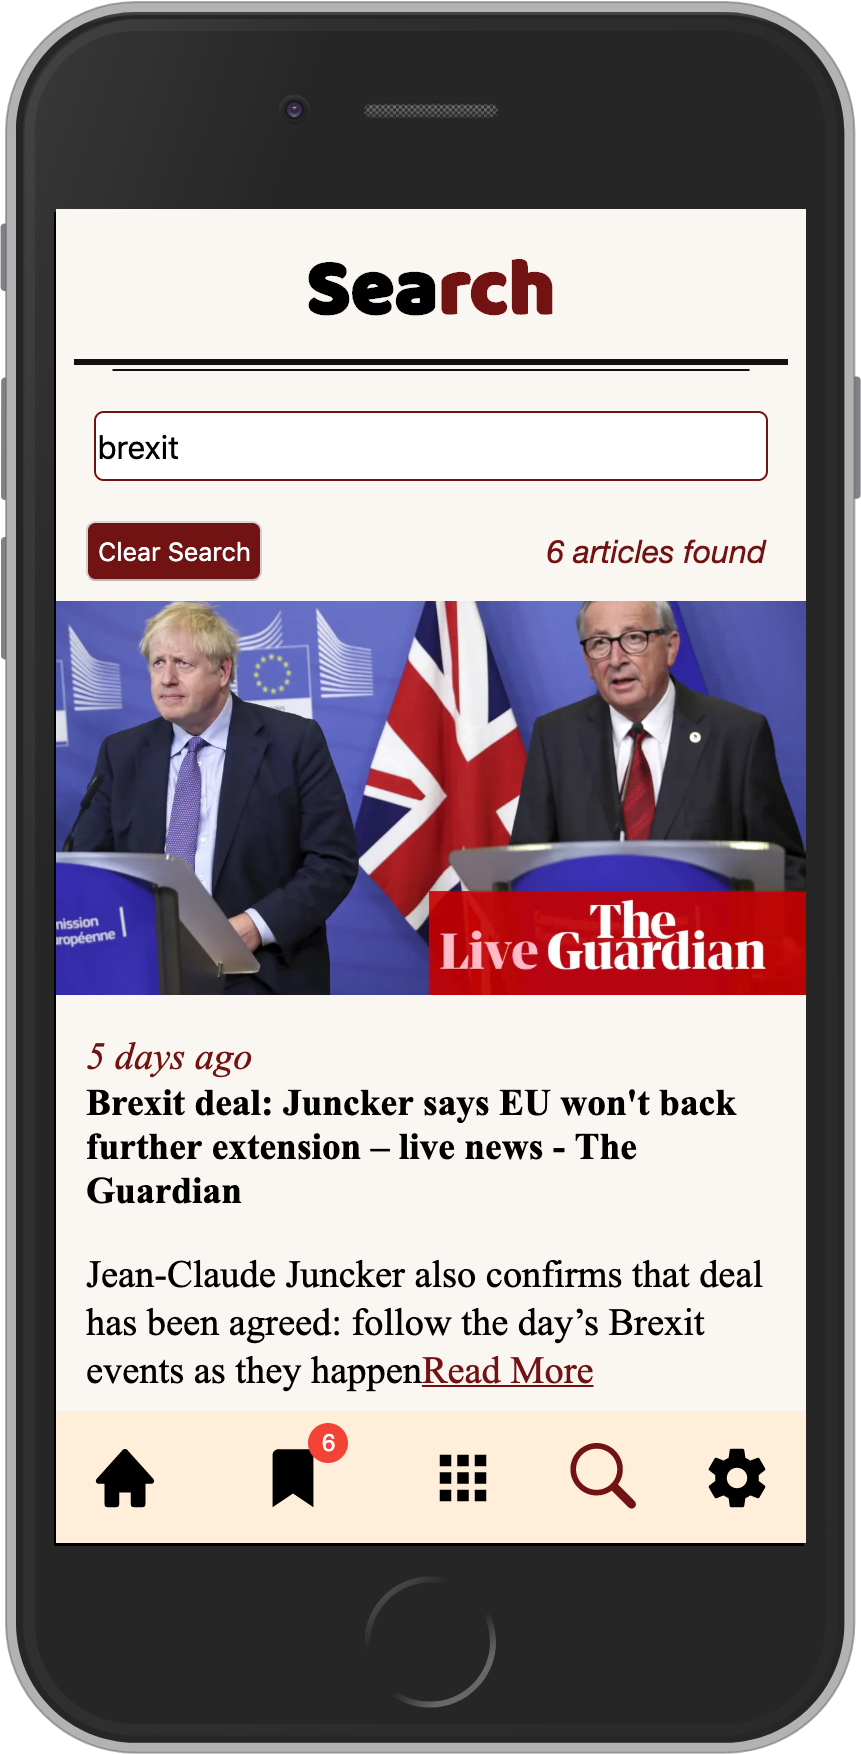 Search
brexit
Clear Search
6 articles found
mission
ropéenne
The
Live Guardian
5 days ago
Brexit deal: Juncker says EU won't back
further extension – live news - The
Guardian
Jean-Claude Juncker also confirms that deal
has been agreed: follow the day’s Brexit
events as they happenRead More
6